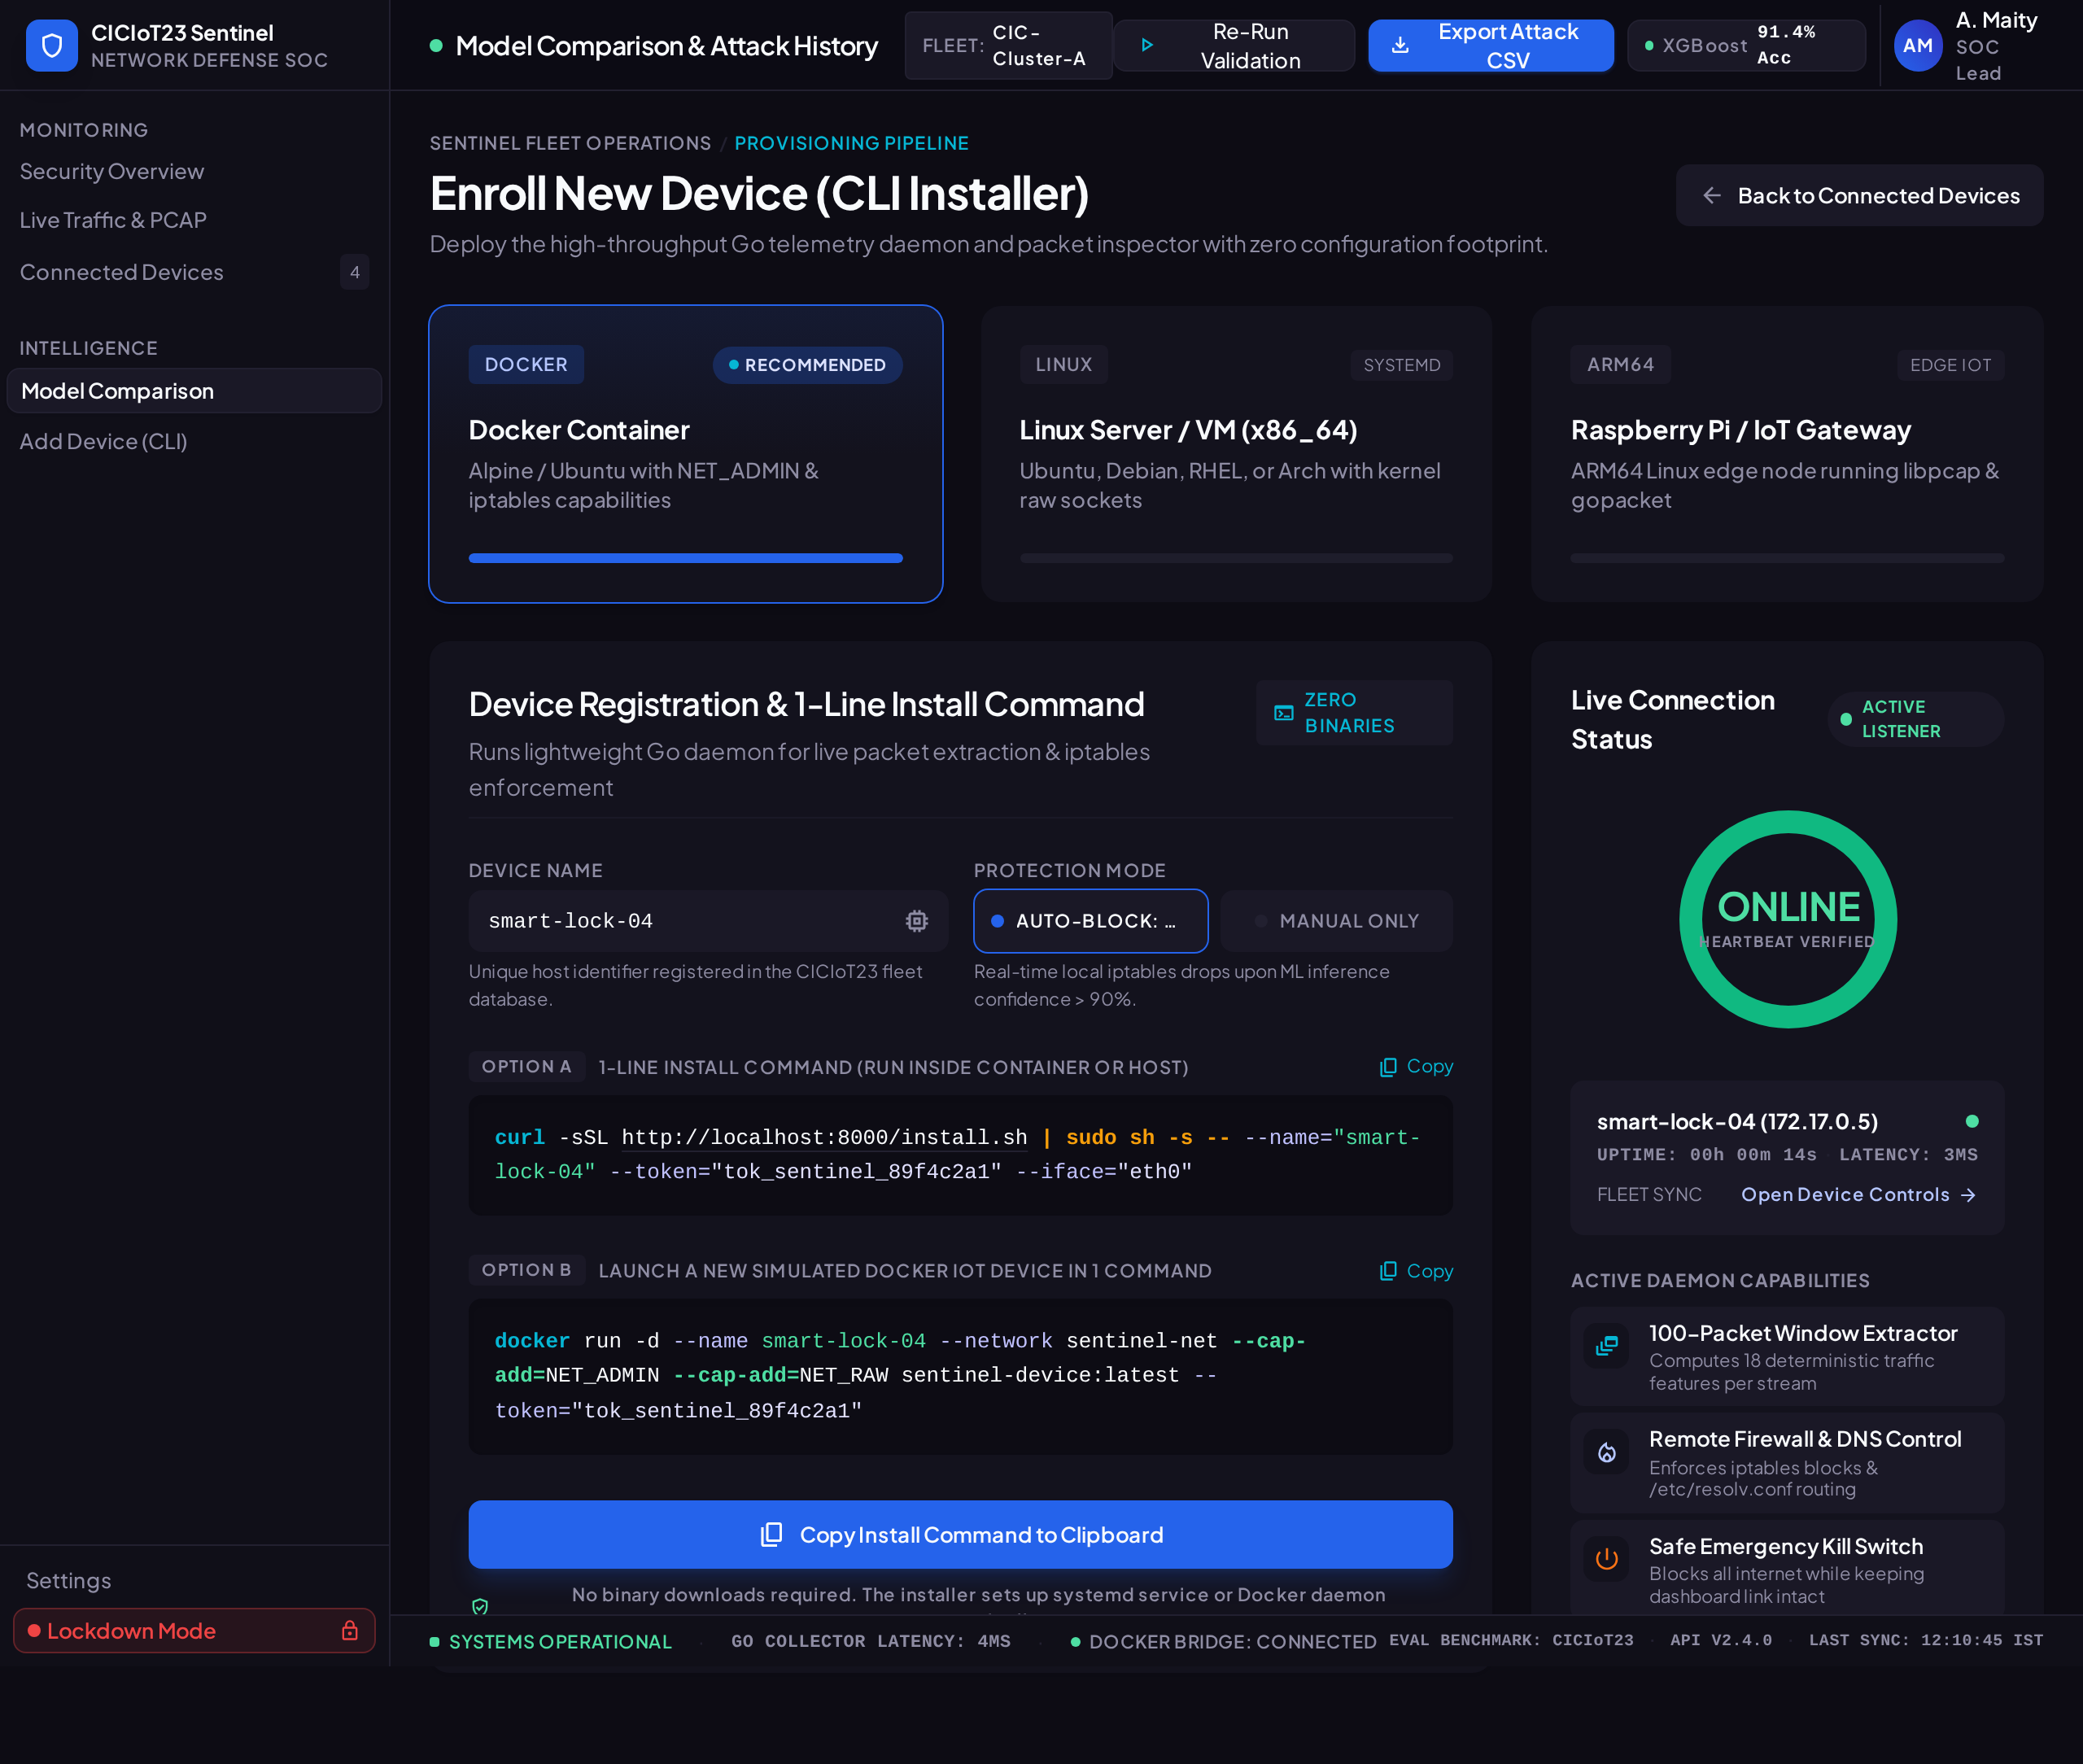 CICIoT23 Sentinel
NETWORK DEFENSE SOC
MONITORING
Security Overview
Live Traffic & PCAP
Connected Devices
4
INTELLIGENCE
Model Comparison
Add Device (CLI)
Settings
Lockdown Mode
Model Comparison & Attack History
FLEET:
CIC-
Cluster-A
Re-Run
Validation
Export Attack
CSV
XGBoost
91.4%
Acc
AM
A. Maity
SOC
Lead
SENTINEL FLEET OPERATIONS / PROVISIONING PIPELINE
Enroll New Device (CLI Installer)
Deploy the high-throughput Go telemetry daemon and packet inspector with zero configuration footprint.
Back to Connected Devices
DOCKER
RECOMMENDED
Docker Container
Alpine / Ubuntu with NET_ADMIN &
iptables capabilities
LINUX
SYSTEMD
Linux Server / VM (x86_64)
Ubuntu, Debian, RHEL, or Arch with kernel
raw sockets
ARM64
EDGE IOT
Raspberry Pi / IoT Gateway
ARM64 Linux edge node running libpcap &
gopacket
Device Registration & 1-Line Install Command
Runs lightweight Go daemon for live packet extraction & iptables
enforcement
ZERO
BINARIES
DEVICE NAME
smart-lock-04
Unique host identifier registered in the CICIoT23 fleet
database.
PROTECTION MODE
AUTO-BLOCK: …
MANUAL ONLY
Real-time local iptables drops upon ML inference
confidence > 90%.
OPTION A
1-LINE INSTALL COMMAND (RUN INSIDE CONTAINER OR HOST)
Copy
curl -sSL http://localhost:8000/install.sh | sudo sh -s -- --name="smart-
lock-04" --token="tok_sentinel_89f4c2a1" --iface="eth0"
OPTION B
LAUNCH A NEW SIMULATED DOCKER IOT DEVICE IN 1 COMMAND
Copy
docker run -d --name smart-lock-04 --network sentinel-net --cap-
add=NET_ADMIN --cap-add=NET_RAW sentinel-device:latest --
token="tok_sentinel_89f4c2a1"
Copy Install Command to Clipboard
No binary downloads required. The installer sets up systemd service or Docker daemon
Live Connection
Status
ACTIVE
LISTENER
ONLINE
HEARTBEAT VERIFIED
smart-lock-04 (172.17.0.5)
UPTIME: 00h 00m 14s
LATENCY: 3MS
FLEET SYNC
Open Device Controls
ACTIVE DAEMON CAPABILITIES
100-Packet Window Extractor
Computes 18 deterministic traffic
features per stream
Remote Firewall & DNS Control
Enforces iptables blocks &
/etc/resolv.conf routing
Safe Emergency Kill Switch
Blocks all internet while keeping
dashboard link intact
SYSTEMS OPERATIONAL
GO COLLECTOR LATENCY: 4MS
DOCKER BRIDGE: CONNECTED
EVAL BENCHMARK: CICIoT23
API V2.4.0
LAST SYNC: 12:10:45 IST